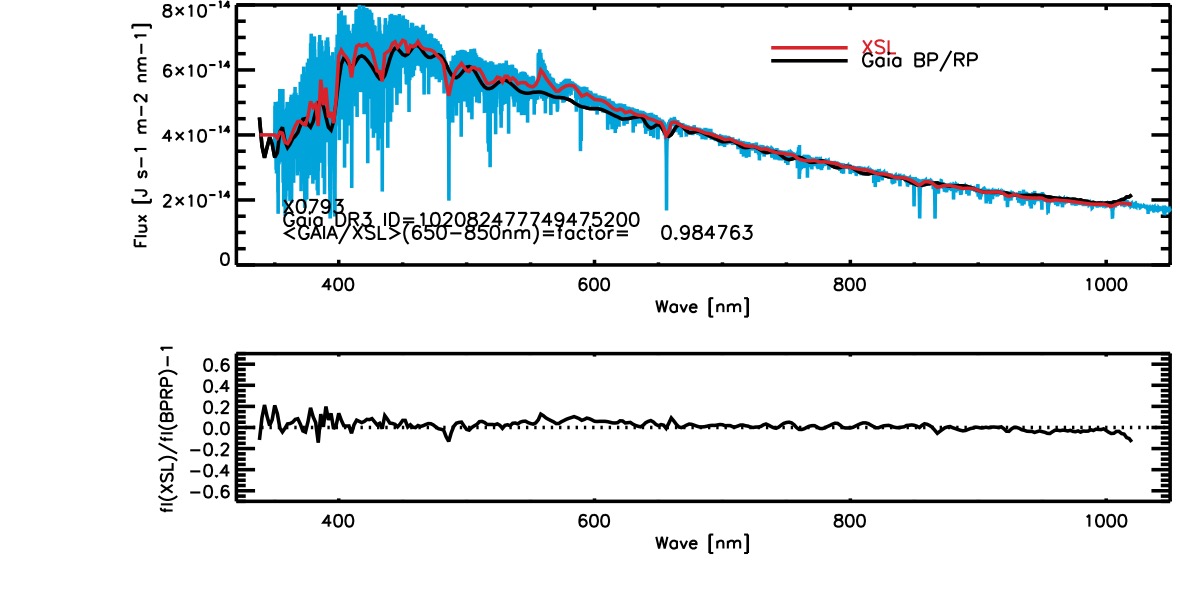 8×10−14
6×10−14
4×10−14
2×10−14
0
Flux [J s−1 m−2 nm−1]
XSL
Gaia BP/RP
X0793
Gaia DR3 ID=1020824777749475200
<GAIA/XSL>(650−850nm)=factor= 0.984763
400 600 800 1000
Wave [nm]
0.6
0.4
0.2
0.0
−0.2
−0.4
−0.6
fl(XSL)/fl(BPRP)−1
400 600 800 1000
Wave [nm]